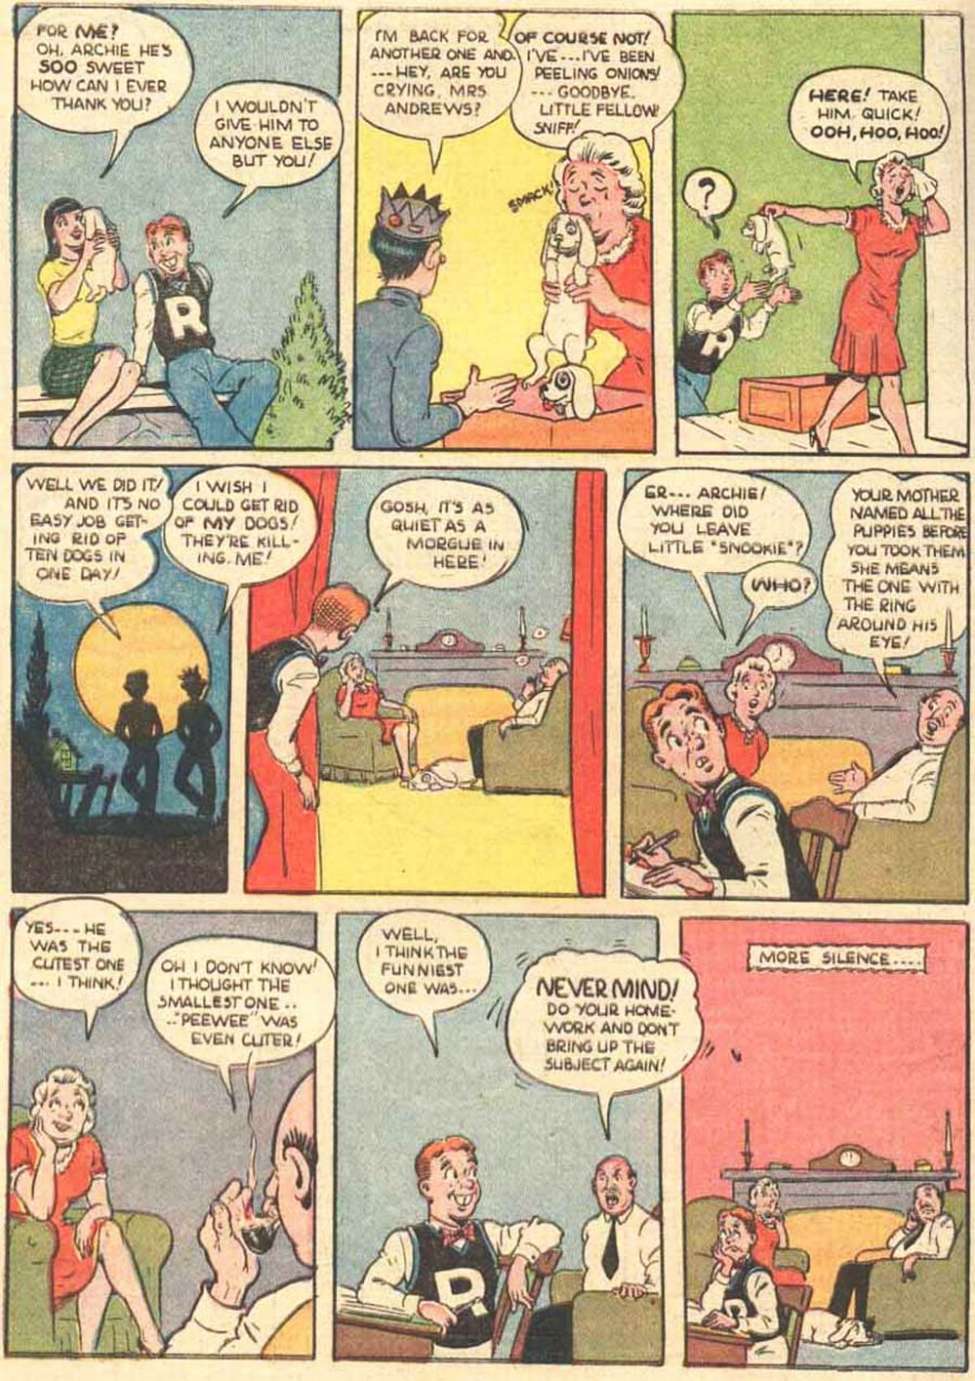 FOR ME?
OH, ARCHIE HE'S
SOO SWEET
HOW CAN I EVER
THANK YOU?
I WOULDN'T
GIVE HIM TO
ANYONE ELSE
BUT YOU!
R
I'M BACK FOR
ANOTHER ONE AND
---HEY, ARE YOU
CRYING, MRS
ANDREWS?
OF COURSE NOT!
I'VE---I'VE BEEN
PEELING ONIONS!
--- GOODBYE,
LITTLE FELLOW!
SNIFF!
SMACK!
HERE! TAKE
HIM QUICK!
OOH, HOO, HOO!
?
R
WELL WE DID IT!
AND IT'S NO
EASY JOB GET-
ING RID OF
TEN DOGS IN
ONE DAY!
I WISH I
COULD GET RID
OF MY DOGS!
THEY'RE KILL-
ING ME!
GOSH, IT'S AS
QUIET AS A
MORGUE IN
HERE!
ER--- ARCHIE!
WHERE DID
YOU LEAVE
LITTLE "SNOOKIE"?
WHO?
YOUR MOTHER
NAMED ALL THE
PUPPIES BEFORE
YOU TOOK THEM
SHE MEANS
THE ONE WITH
THE RING
AROUND HIS
EYE!
YES---HE
WAS THE
CUTEST ONE
--- I THINK!
OH I DON'T KNOW!
I THOUGHT THE
SMALLEST ONE ..
.."PEEWEE" WAS
EVEN CUTER!
WELL,
I THINK THE
FUNNIEST
ONE WAS---
NEVER MIND!
DO YOUR HOME-
WORK AND DON'T
BRING UP THE
SUBJECT AGAIN!
R
MORE SILENCE....
R